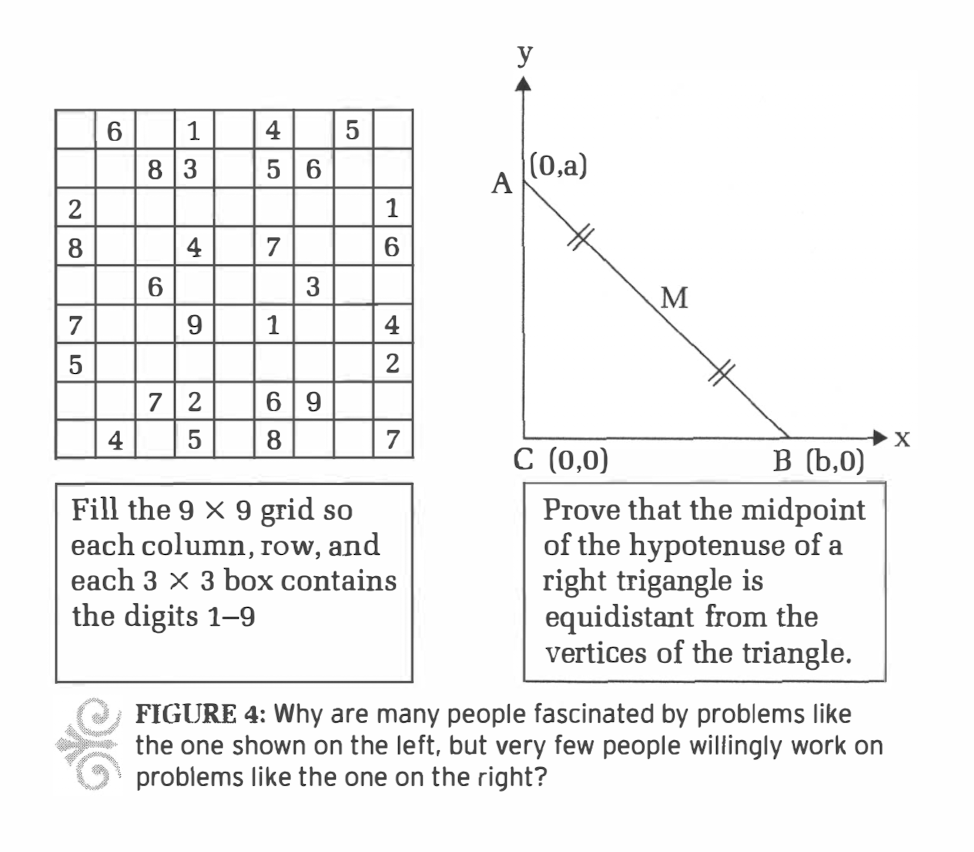 6 1 4 5
8 3 5 6
2 1
8 4 7 6
6 3
7 9 1 4
5 2
7 2 6 9
4 5 8 7
Fill the 9 × 9 grid so
each column, row, and
each 3 × 3 box contains
the digits 1–9
y
(0,a)
A
M
x
C (0,0) B (b,0)
Prove that the midpoint
of the hypotenuse of a
right trigangle is
equidistant from the
vertices of the triangle.
FIGURE 4: Why are many people fascinated by problems like
the one shown on the left, but very few people willingly work on
problems like the one on the right?